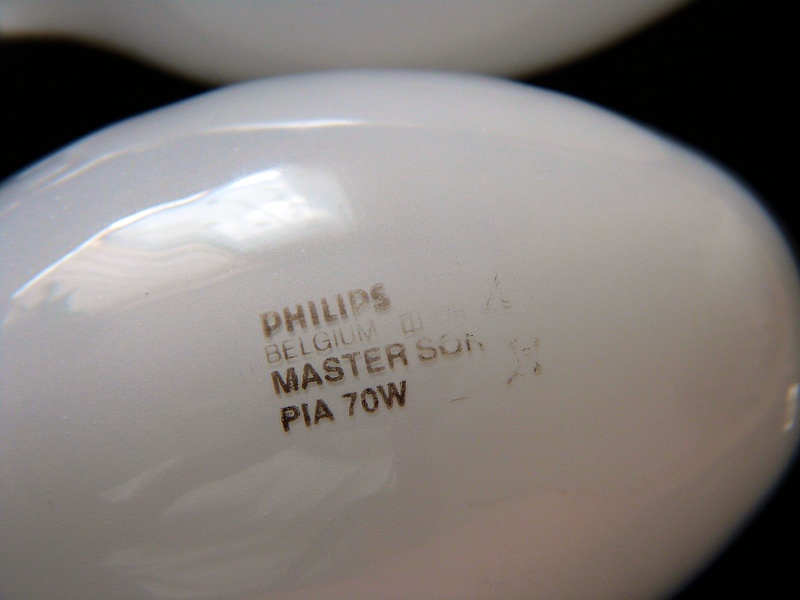 PHILIPS
BELGIUM
MASTER SON
PIA 70W